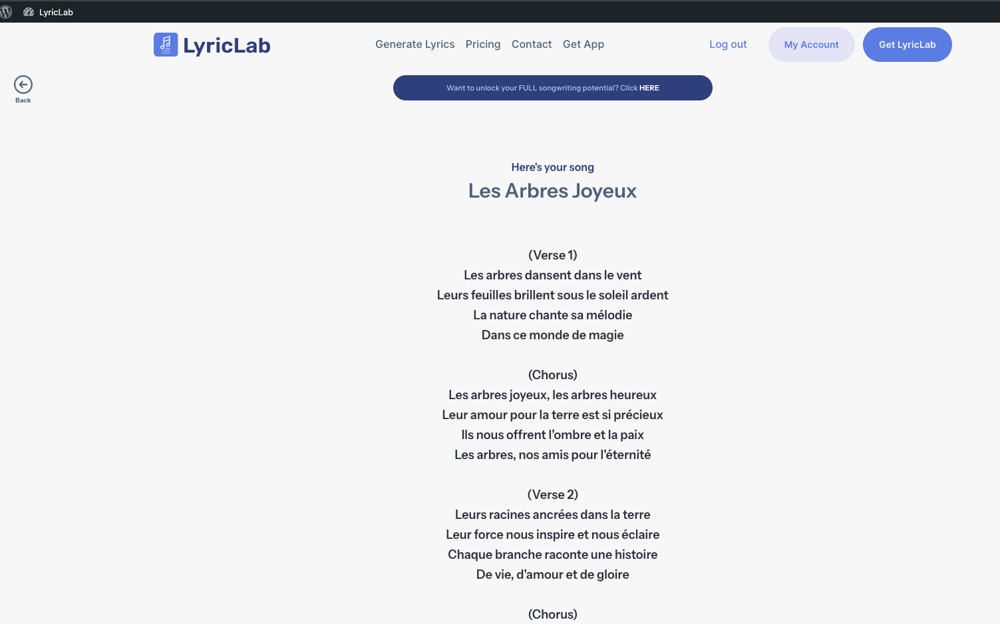 LyricLab
LyricLab
Generate Lyrics Pricing Contact Get App
Log out
My Account
Get LyricLab
Back
Want to unlock your FULL songwriting potential? Click HERE
Here's your song
Les Arbres Joyeux
(Verse 1)
Les arbres dansent dans le vent
Leurs feuilles brillent sous le soleil ardent
La nature chante sa mélodie
Dans ce monde de magie
(Chorus)
Les arbres joyeux, les arbres heureux
Leur amour pour la terre est si précieux
Ils nous offrent l'ombre et la paix
Les arbres, nos amis pour l'éternité
(Verse 2)
Leurs racines ancrées dans la terre
Leur force nous inspire et nous éclaire
Chaque branche raconte une histoire
De vie, d'amour et de gloire
(Chorus)